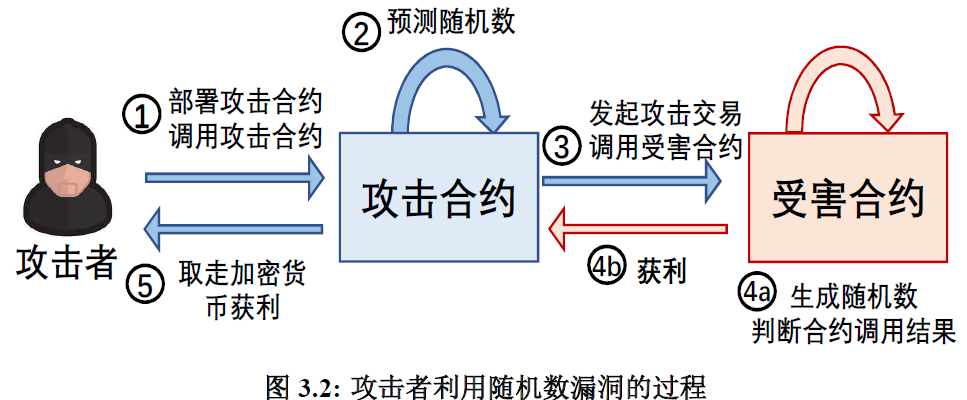 ② 预测随机数
① 部署攻击合约
调用攻击合约
③ 发起攻击交易
调用受害合约
攻击者
攻击合约
受害合约
⑤ 取走加密货
币获利
4b 获利
4a 生成随机数
判断合约调用结果
图 3.2: 攻击者利用随机数漏洞的过程